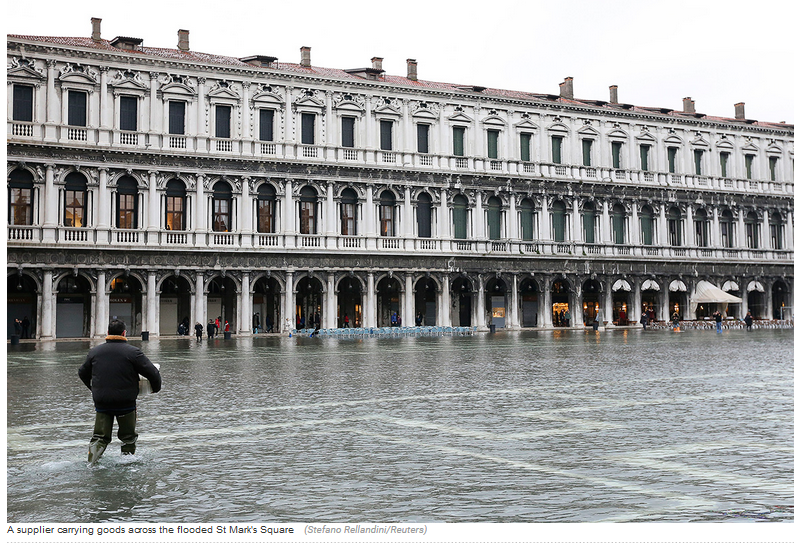 A supplier carrying goods across the flooded St Mark's Square (Stefano Rellandini/Reuters)